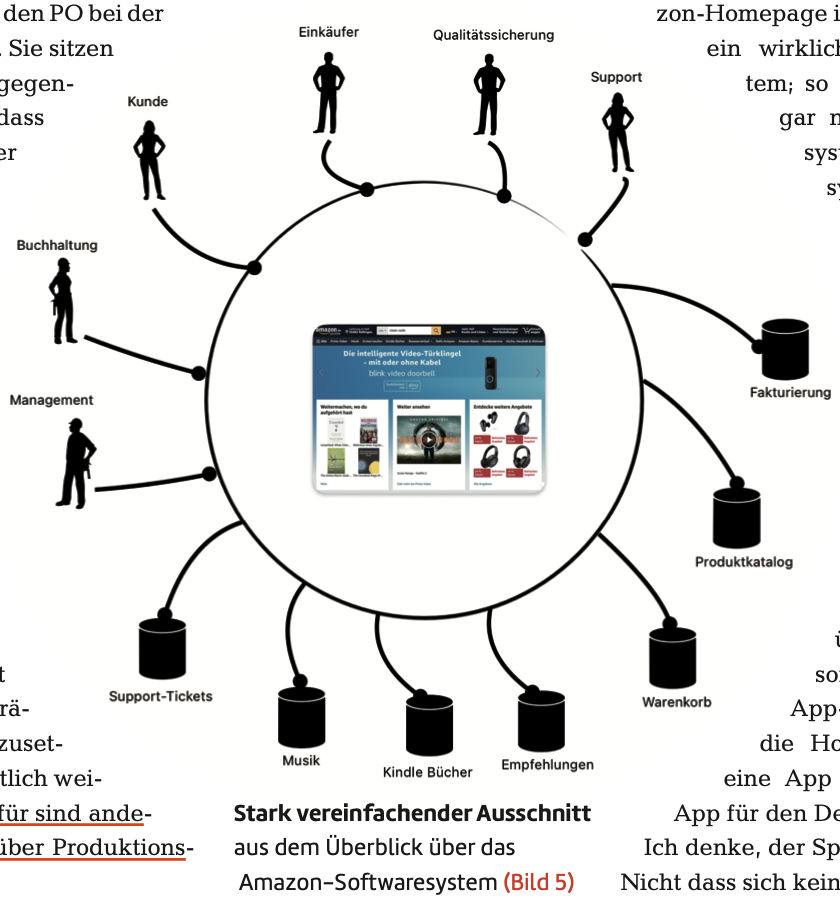 den PO bei der
. Sie sitzen
gegen-
dass
er
zon-Homepage i
ein wirklich
tem; so
gar n
sys
sy
Einkäufer
Qualitätssicherung
Support
Kunde
Buchhaltung
Management
amazon
Die intelligente Video-Türklingel
– mit oder ohne Kabel
blink video doorbell
Weitermachen, wo du
aufgehört hast
Weiter ansehen
Entdecke weitere Angebote
Fakturierung
Produktkatalog
Warenkorb
Empfehlungen
Kindle Bücher
Musik
Support-Tickets
t
rä-
zuset-
tlich wei-
für sind ande-
über Produktions-
Stark vereinfachender Ausschnitt
aus dem Überblick über das
Amazon-Softwaresystem (Bild 5)
ü
so
App-
die Ho
eine App
App für den De
Ich denke, der Sp
Nicht dass sich kein